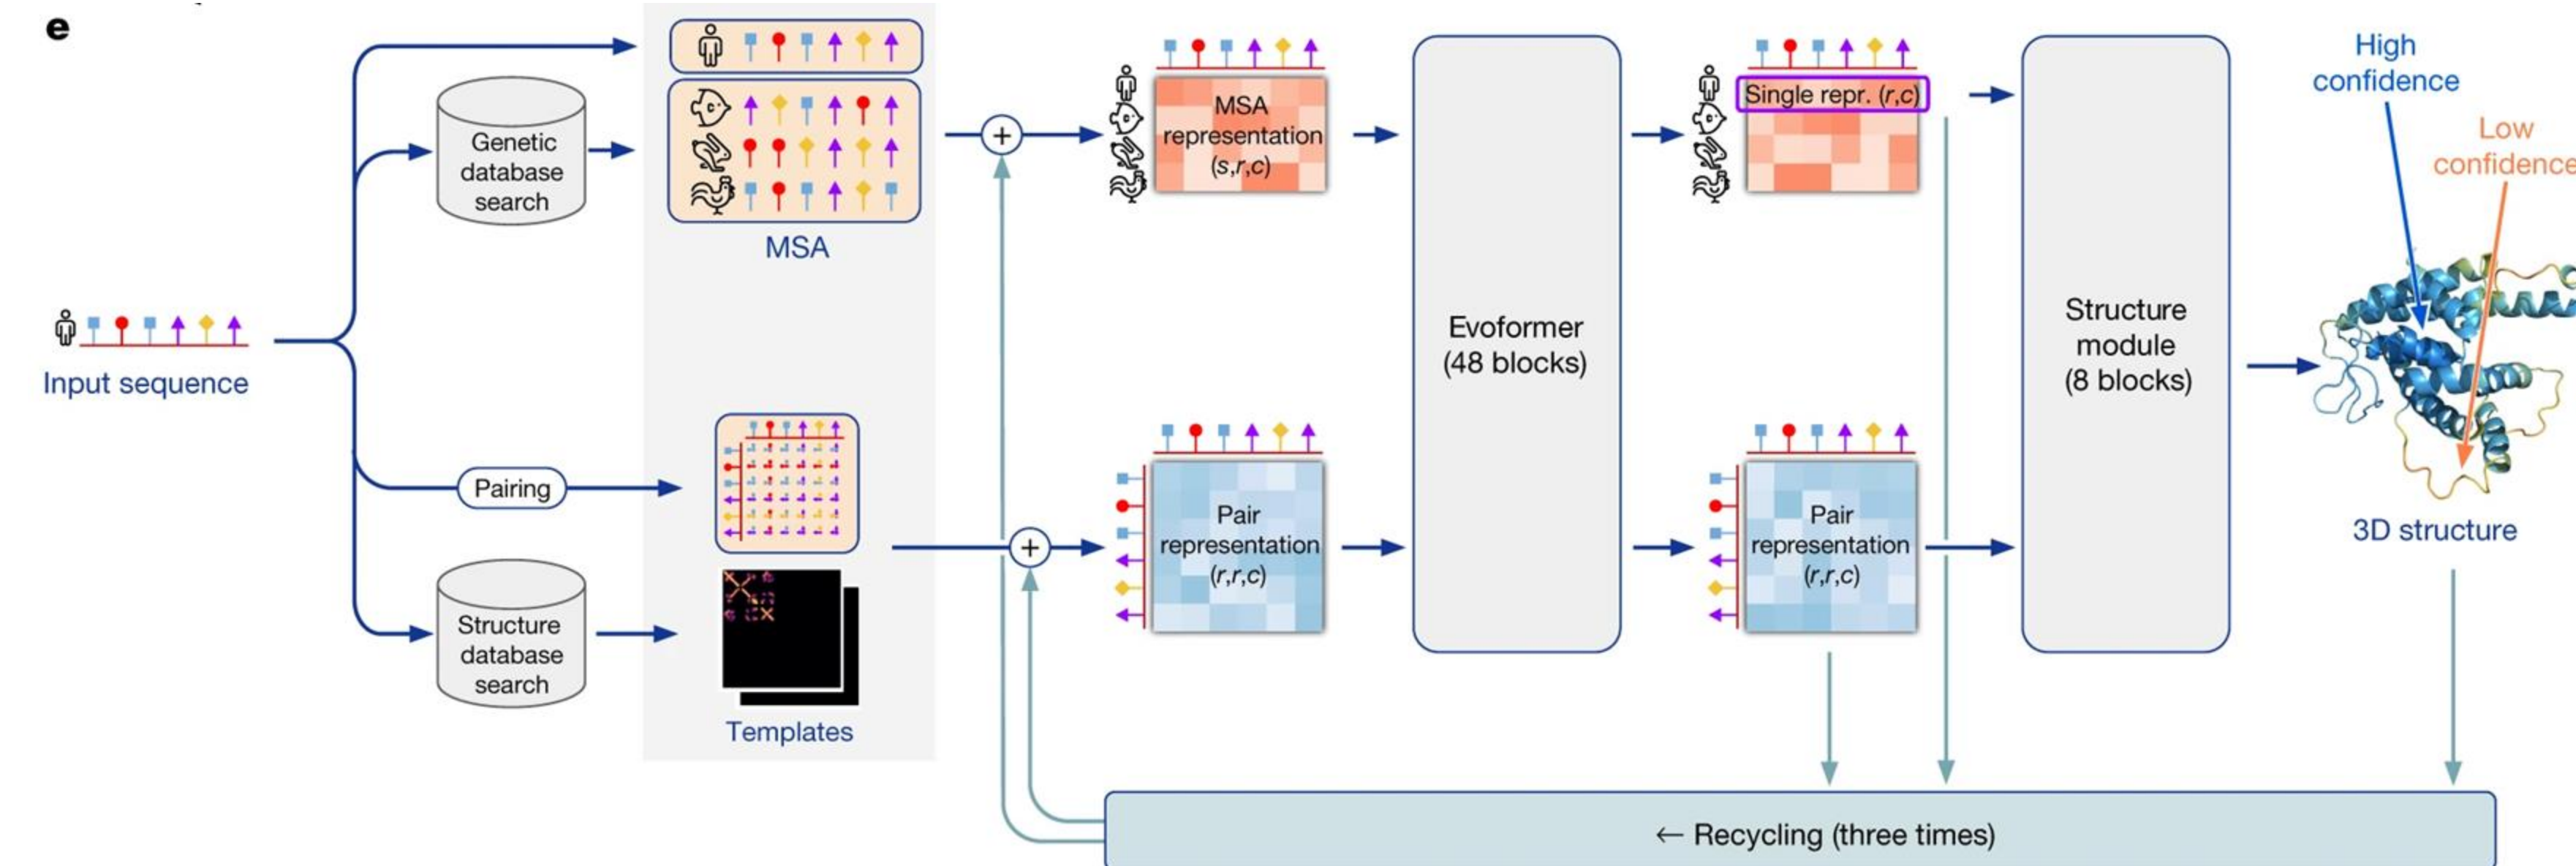 e
Genetic
database
search
MSA
Input sequence
Pairing
Structure
database
search
Templates
+
+
MSA
representation
(s,r,c)
Pair
representation
(r,r,c)
Evoformer
(48 blocks)
Single repr. (r,c)
Pair
representation
(r,r,c)
Structure
module
(8 blocks)
High
confidence
Low
confidence
3D structure
← Recycling (three times)